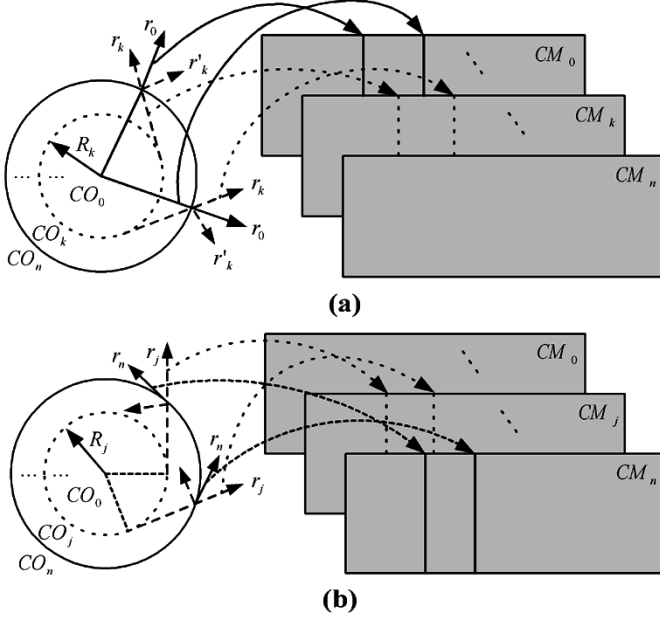 r_k r_0 r'_k
R_k
... ...
CO_0
CO_k
CO_n
r_k
r_0
r'_k
CM_0
CM_k
CM_n
(a)
r_n r_j
R_j
... ...
CO_0
CO_j
CO_n
r_n
r_j
CM_0
CM_j
CM_n
(b)